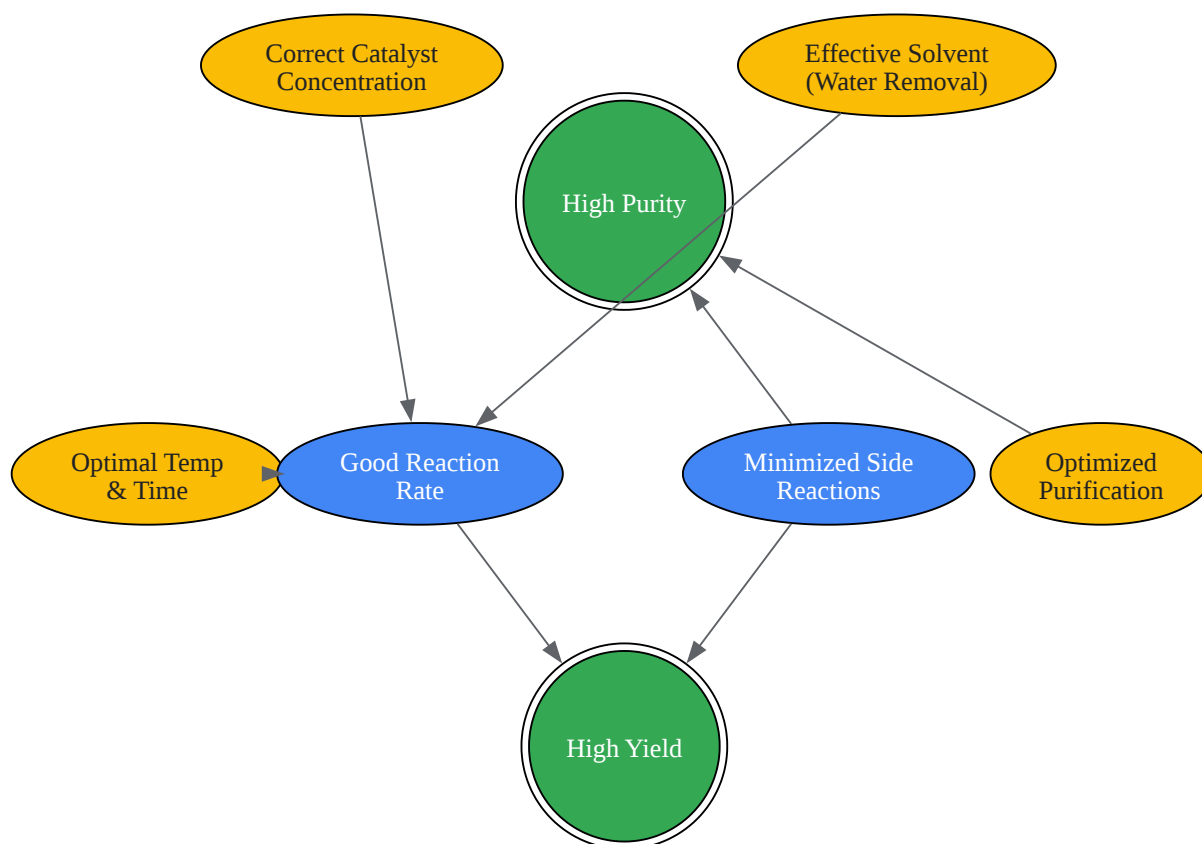 Correct Catalyst
Concentration
Effective Solvent
(Water Removal)
High Purity
Optimal Temp
& Time
Good Reaction
Rate
Minimized Side
Reactions
Optimized
Purification
High Yield